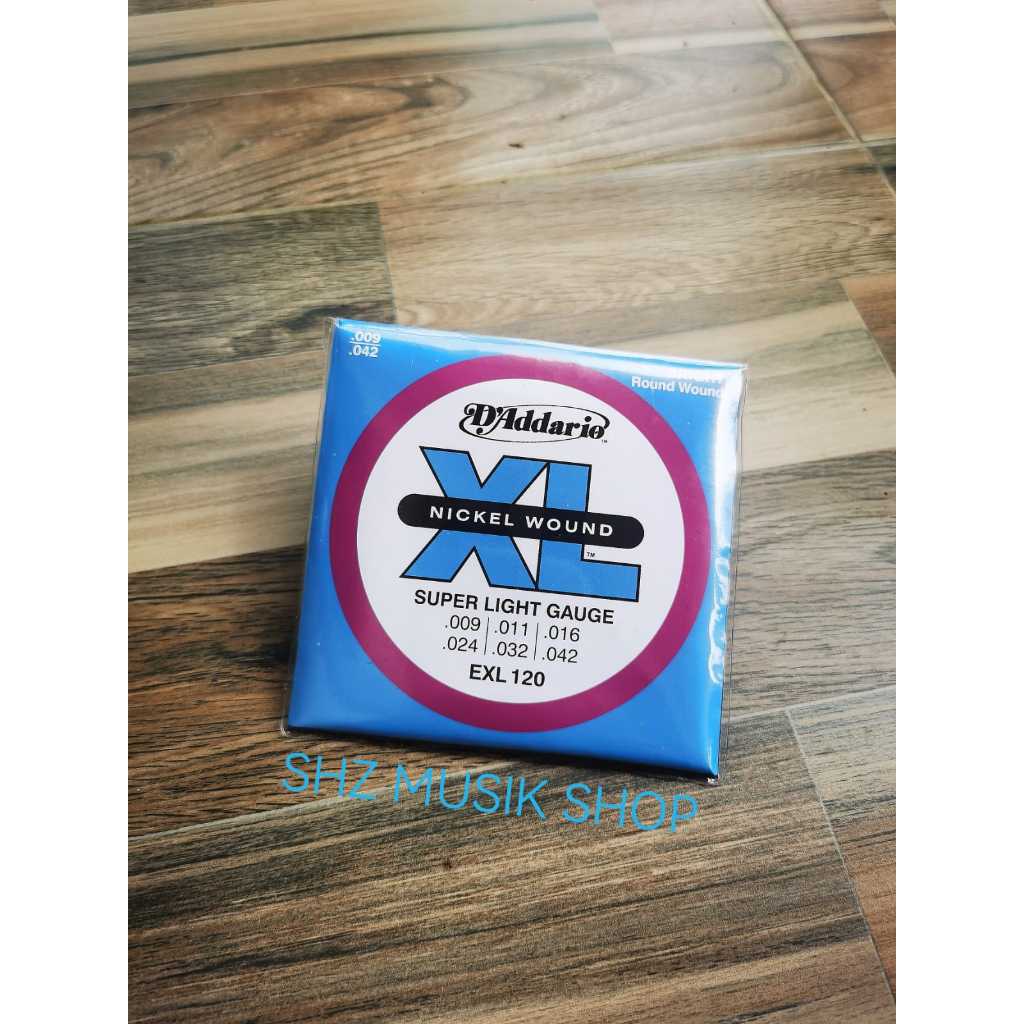 .009
.042
Round Wound
D'Addario
XL
NICKEL WOUND
TM
SUPER LIGHT GAUGE
.009 .011 .016
.024 .032 .042
EXL 120
SHZ MUSIK SHOP